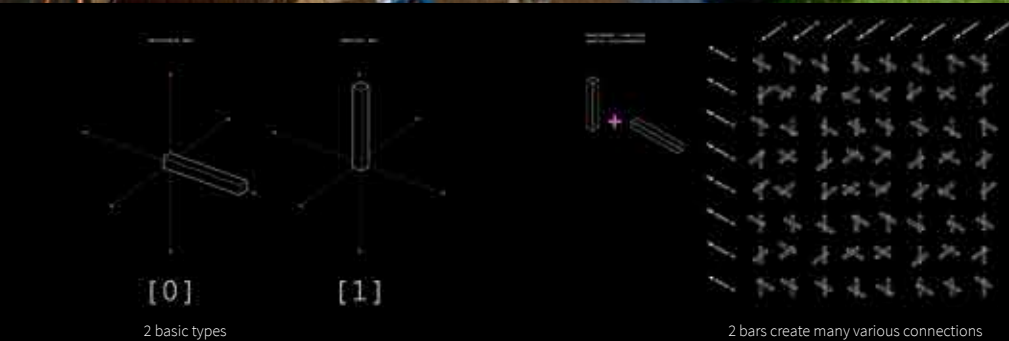 [0]
[1]
2 basic types
2 bars create many various connections